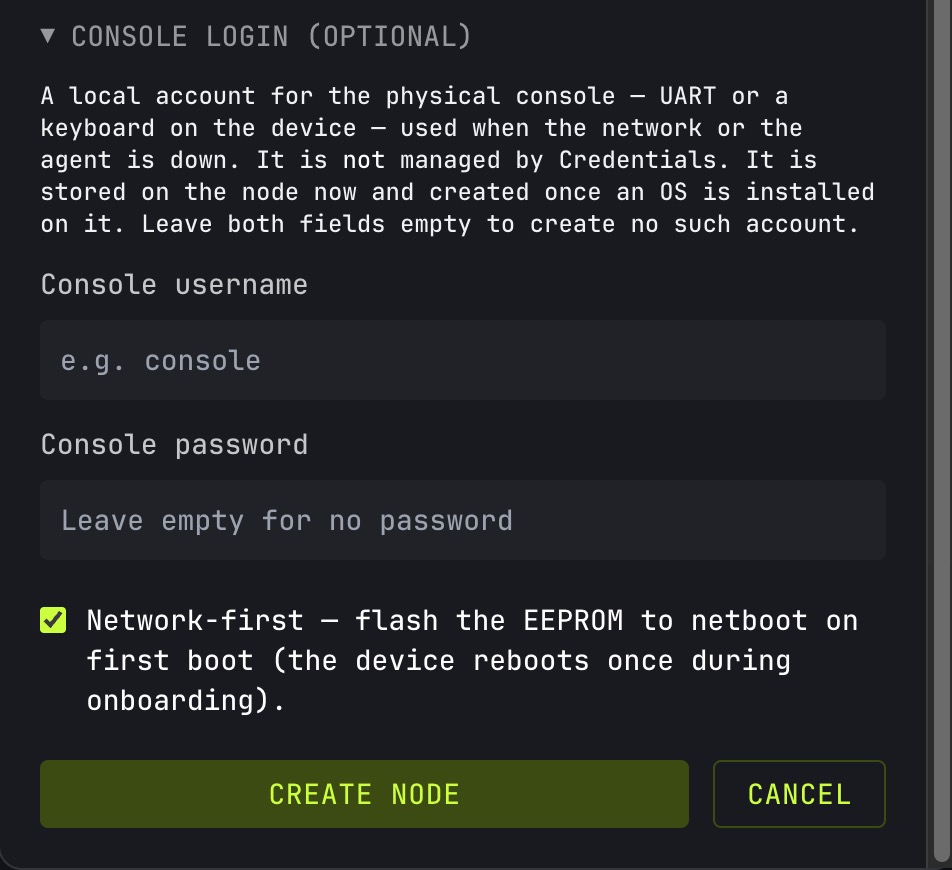 ▼ CONSOLE LOGIN (OPTIONAL)
A local account for the physical console — UART or a
keyboard on the device — used when the network or the
agent is down. It is not managed by Credentials. It is
stored on the node now and created once an OS is installed
on it. Leave both fields empty to create no such account.
Console username
e.g. console
Console password
Leave empty for no password
Network-first — flash the EEPROM to netboot on
first boot (the device reboots once during
onboarding).
CREATE NODE
CANCEL